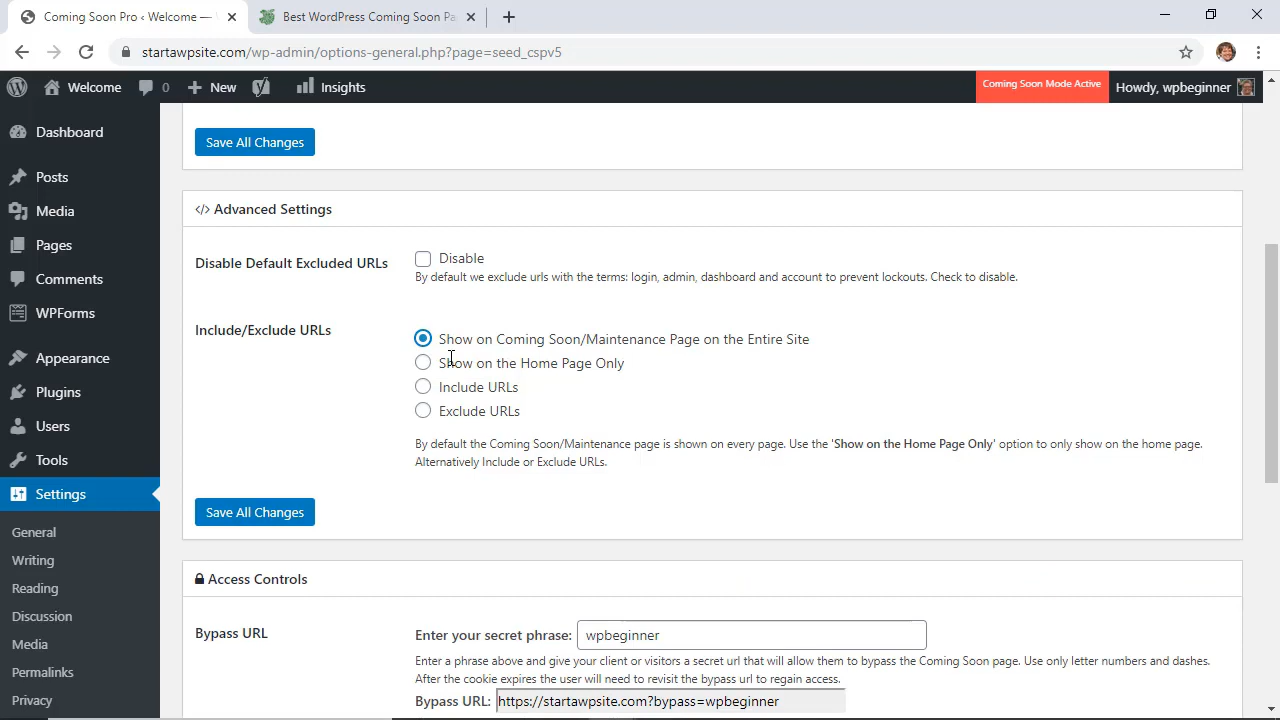 Coming Soon Pro ‹ Welcome —
Best WordPress Coming Soon Pa
startawpsite.com/wp-admin/options-general.php?page=seed_cspv5
Welcome
0
New
Insights
Coming Soon Mode Active
Howdy, wpbeginner
Dashboard
Posts
Media
Pages
Comments
WPForms
Appearance
Plugins
Users
Tools
Settings
General
Writing
Reading
Discussion
Media
Permalinks
Privacy
Save All Changes
</> Advanced Settings
Disable Default Excluded URLs
Disable
By default we exclude urls with the terms: login, admin, dashboard and account to prevent lockouts. Check to disable.
Include/Exclude URLs
Show on Coming Soon/Maintenance Page on the Entire Site
Show on the Home Page Only
Include URLs
Exclude URLs
By default the Coming Soon/Maintenance page is shown on every page. Use the 'Show on the Home Page Only' option to only show on the home page.
Alternatively Include or Exclude URLs.
Save All Changes
Access Controls
Bypass URL
Enter your secret phrase: wpbeginner
Enter a phrase above and give your client or visitors a secret url that will allow them to bypass the Coming Soon page. Use only letter numbers and dashes.
After the cookie expires the user will need to revisit the bypass url to regain access.
Bypass URL: https://startawpsite.com?bypass=wpbeginner